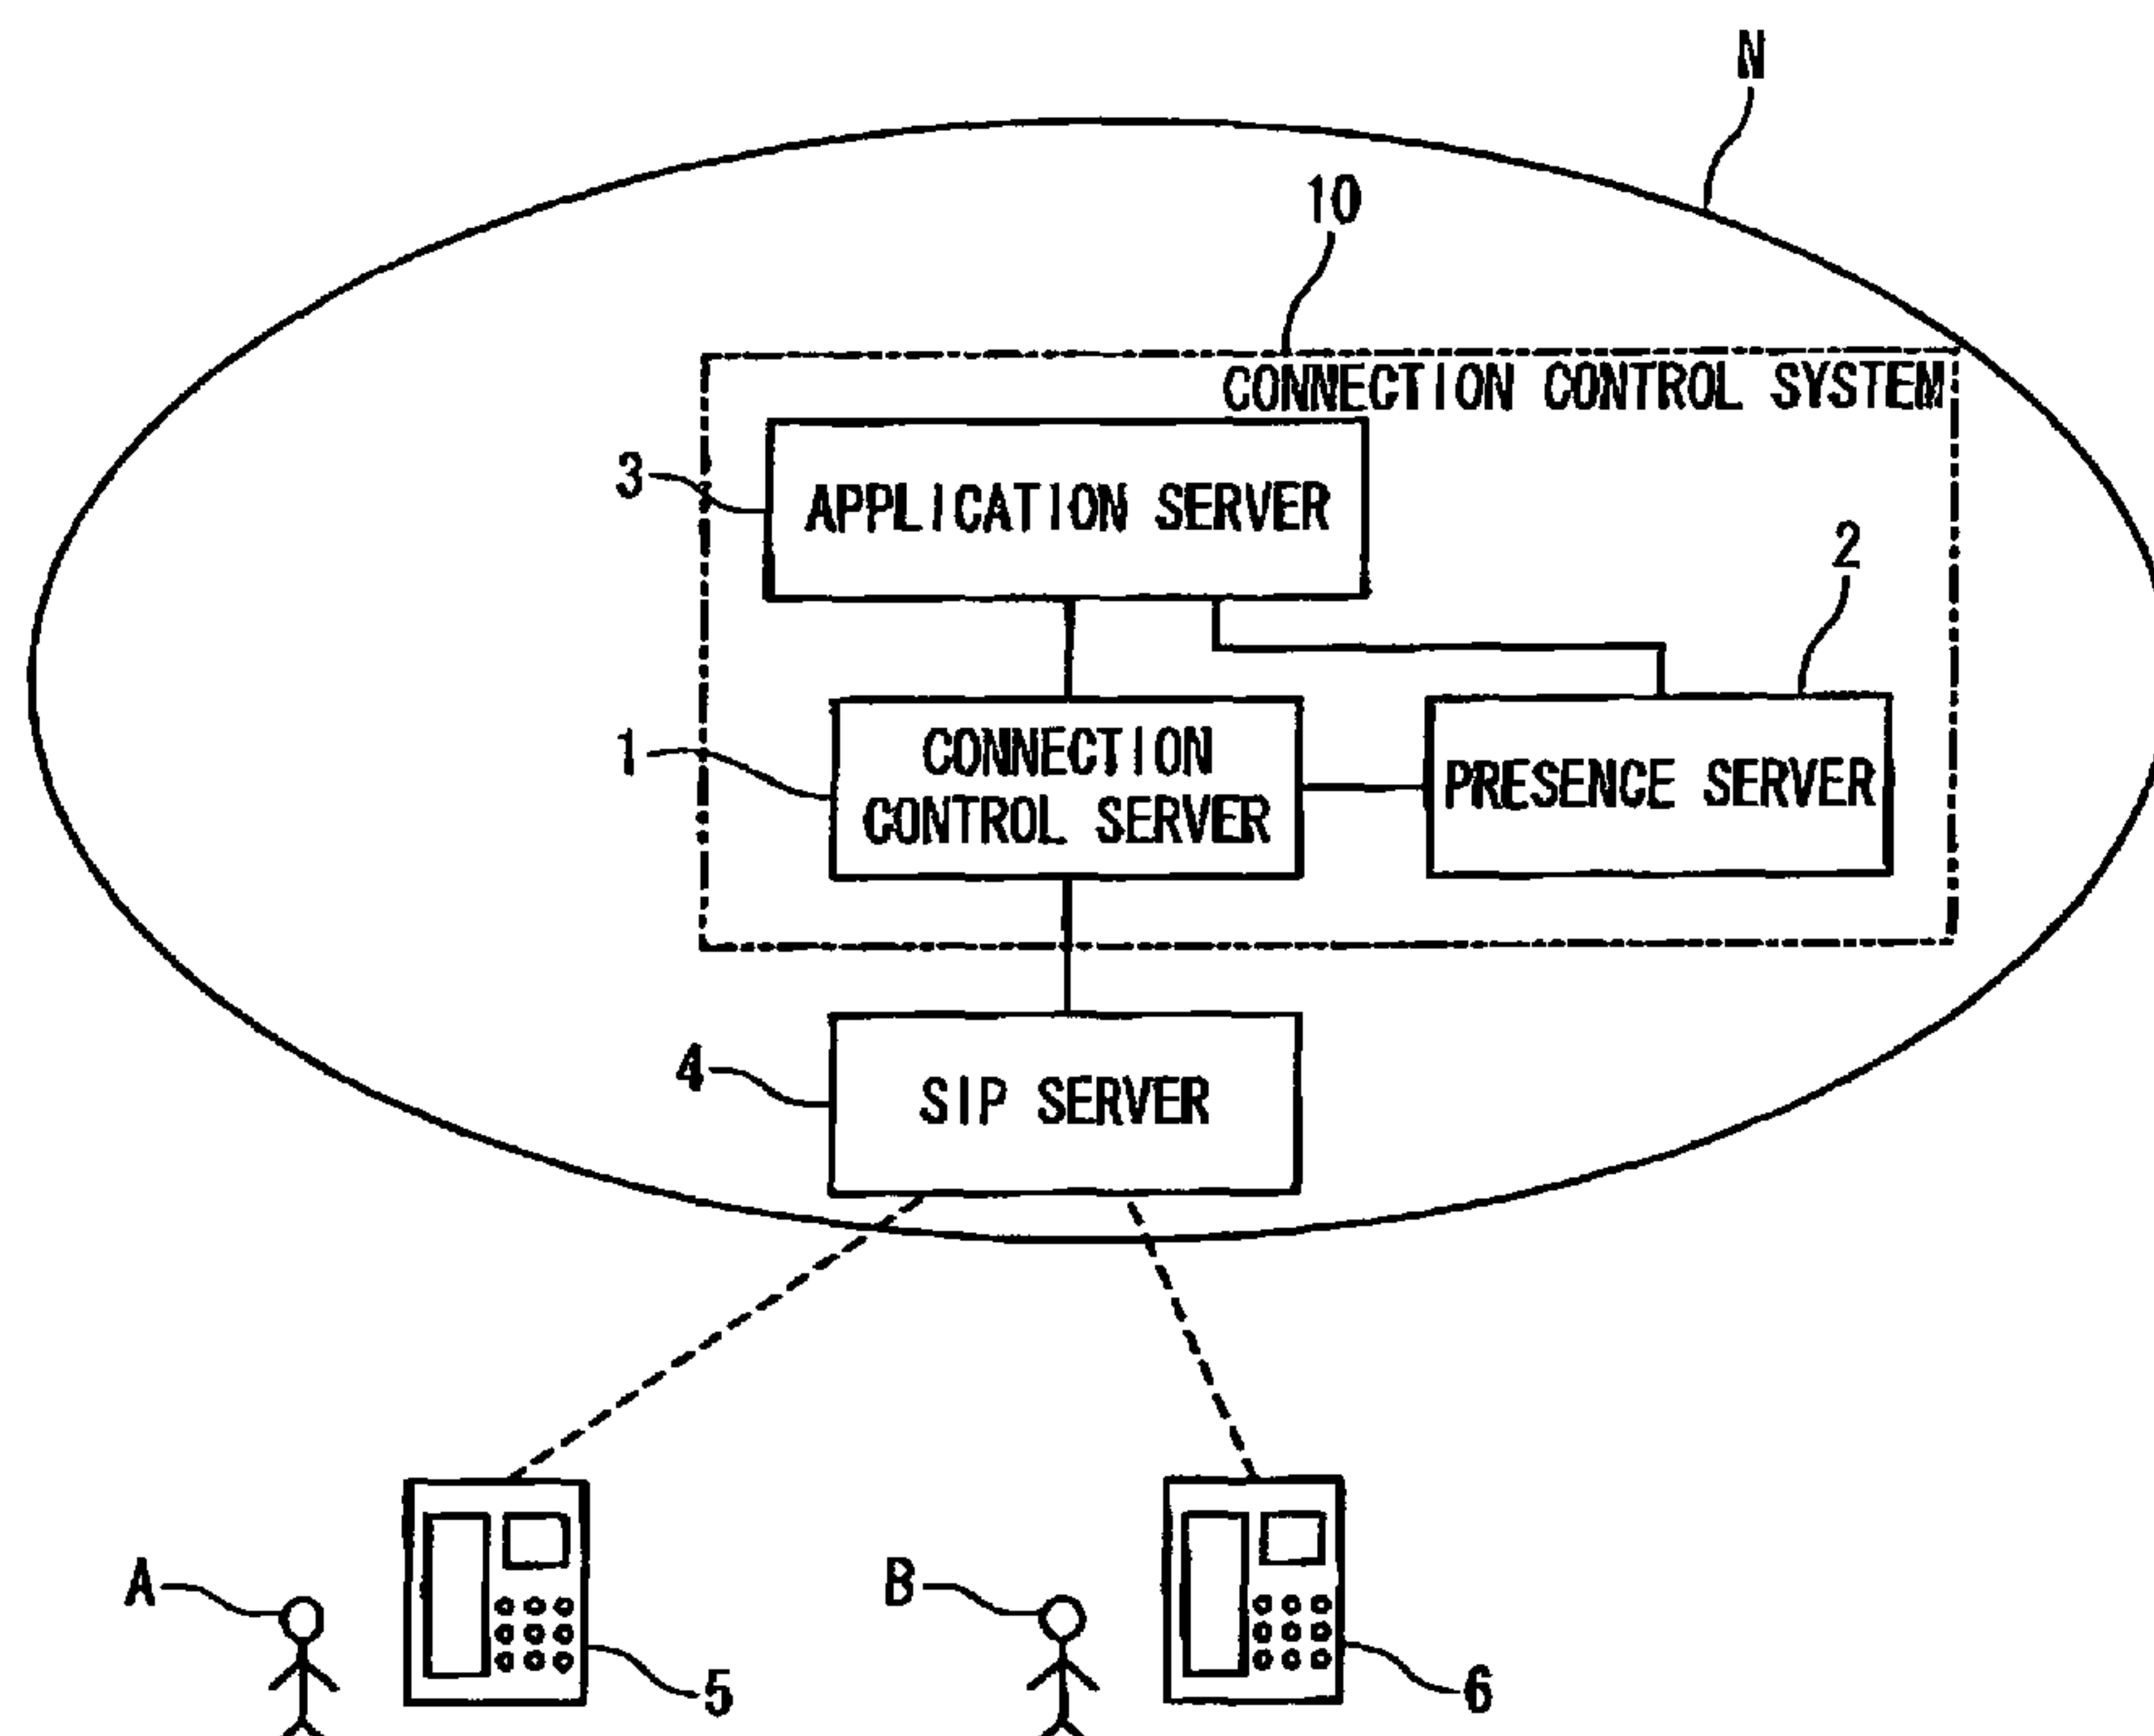 N
10
CONNECTION CONTROL SYSTEM
3
APPLICATION SERVER
2
1
CONNECTION
CONTROL SERVER
PRESENCE SERVER
4
SIP SERVER
A
B
5
6